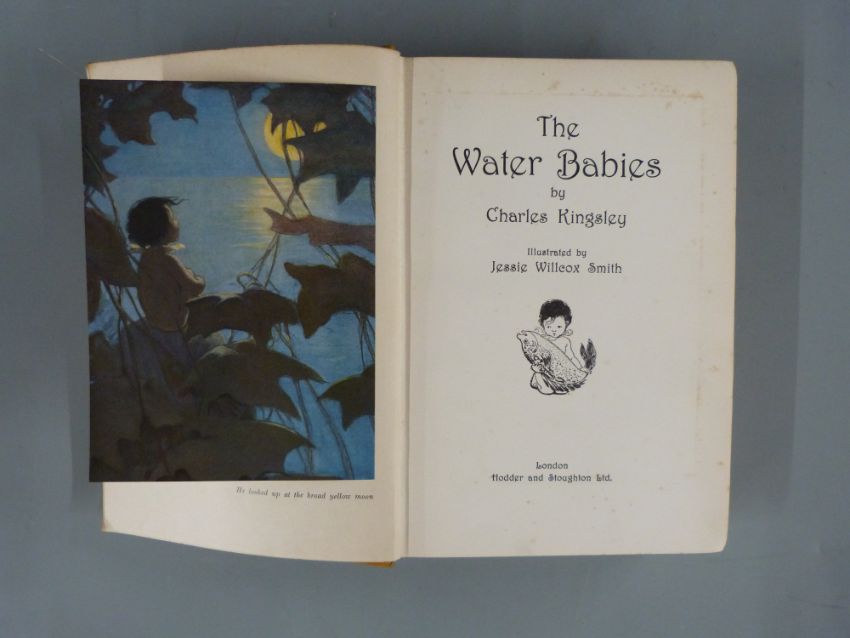 He looked up at the broad yellow moon
The
Water Babies
by
Charles Kingsley
Illustrated by
Jessie Willcox Smith
London
Hodder and Stoughton Ltd.